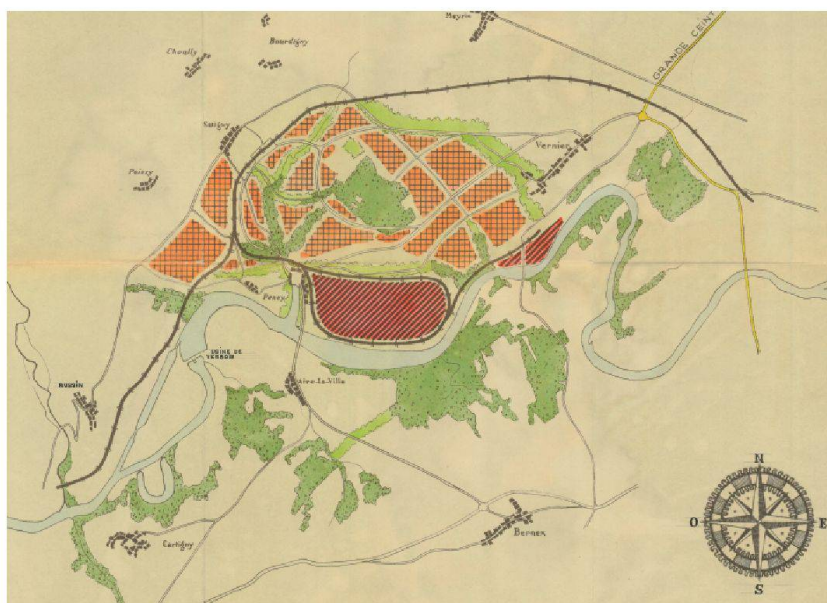 Meyrin
Bourdigny
Choully
GRANDE CEINT
Satigny
Vernier
Peissy
Peney
USINE DE
VERBOIS
RUSSIN
Aire-la-Ville
N
O
E
S
Bernex
Cartigny